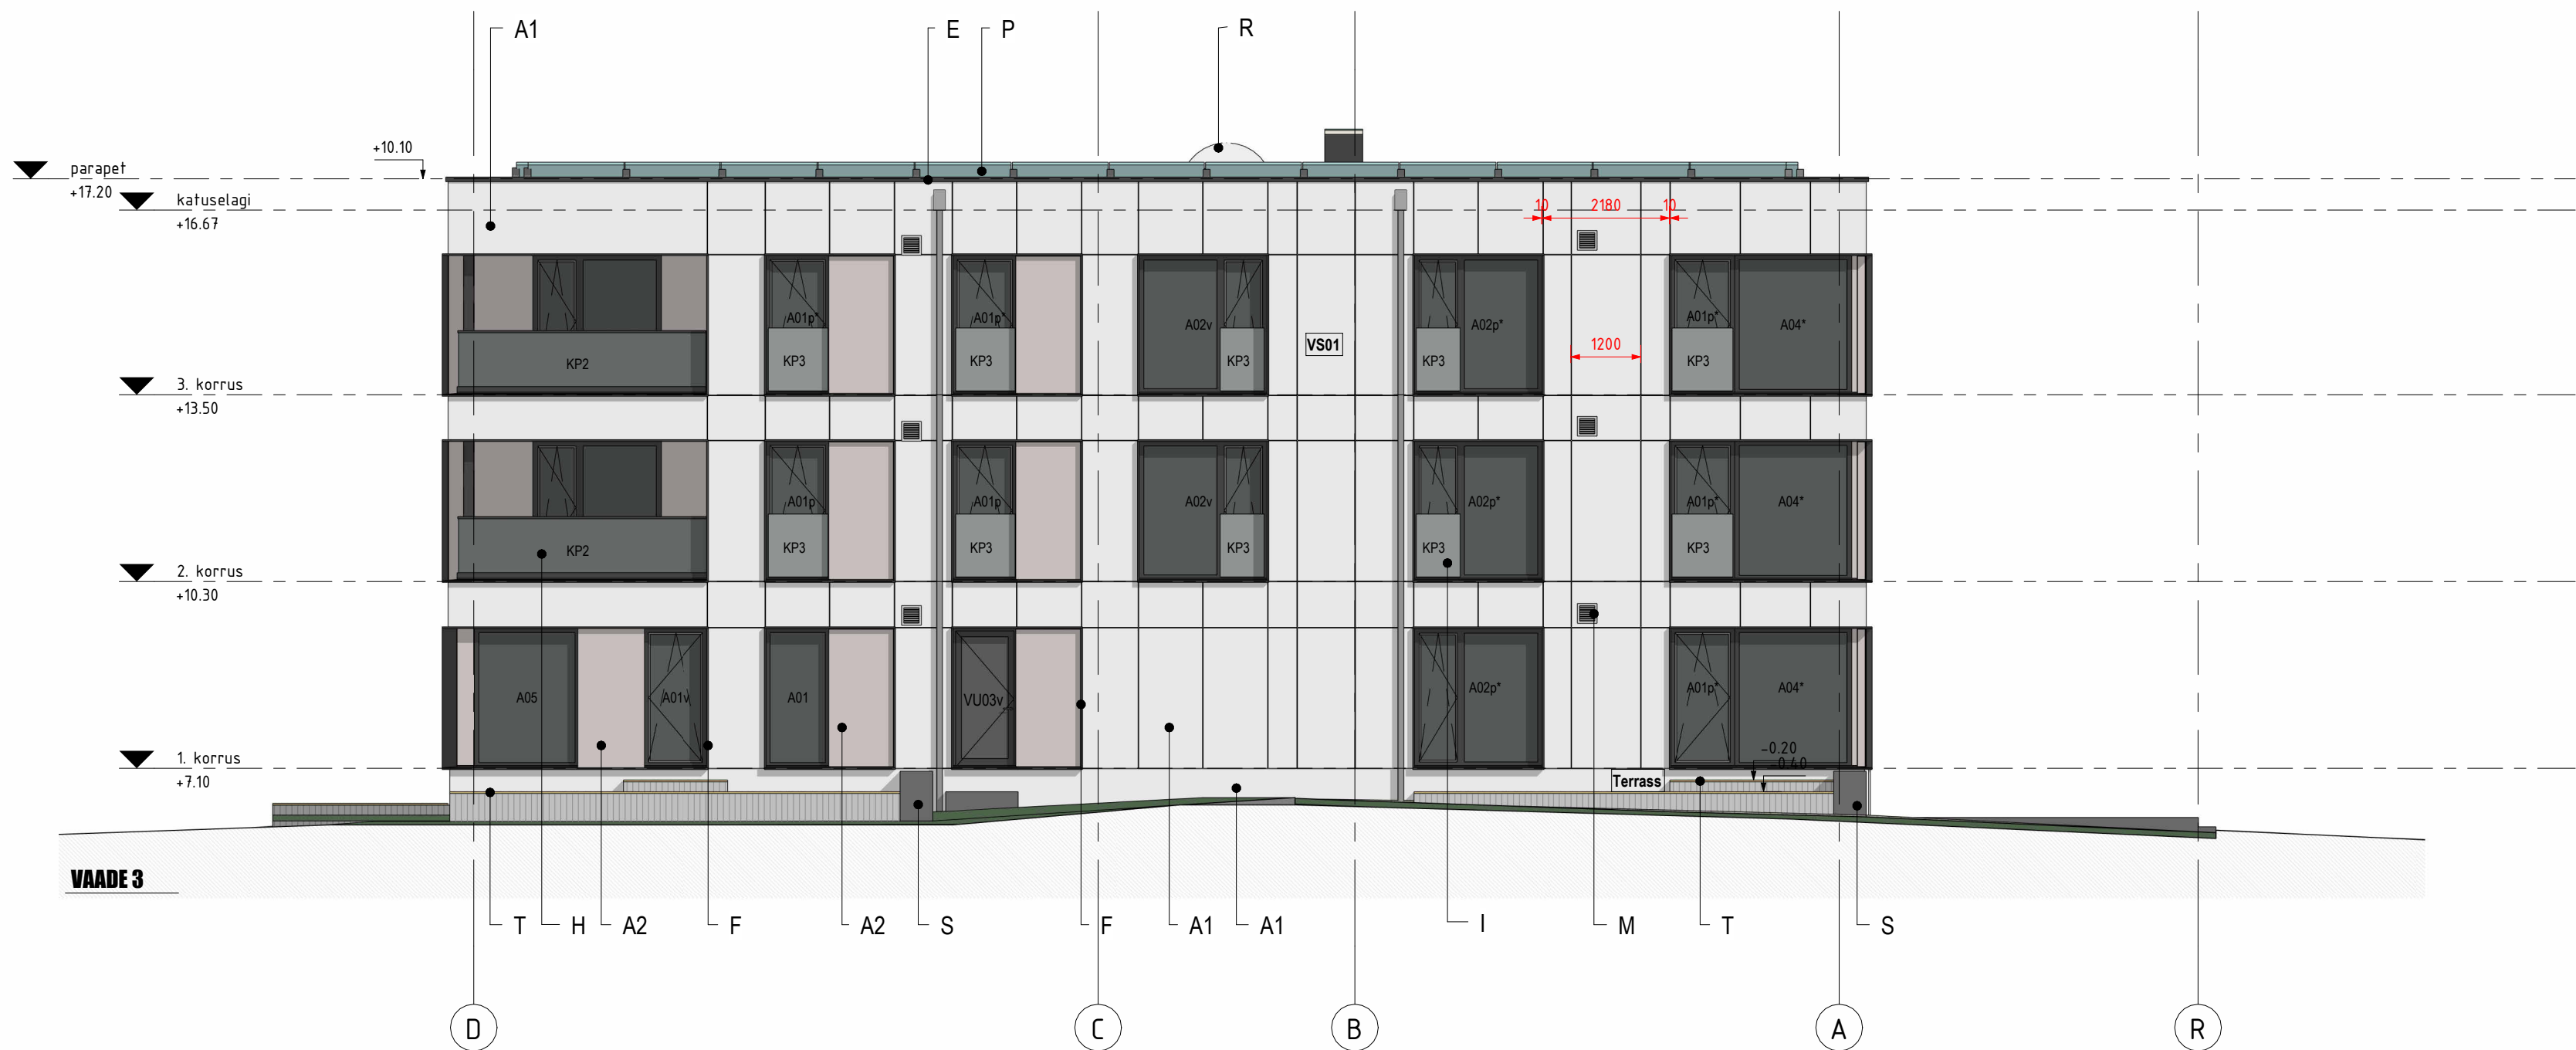 A1 E P R
+10.10
parapet
+17.20
katuselagi
+16.67
10 2180 10
A01p* A01p* A02v VS01 A02p* A01p* A04*
1200
KP2 KP3 KP3 KP3 KP3 KP3
3. korrus
+13.50
A01p A01p A02v A02p* A01p* A04*
KP2 KP3 KP3 KP3 KP3 KP3
2. korrus
+10.30
A05 A01v A01 VU03v A02p* A01p* A04*
1. korrus
+7.10
-0.20
-0.40
Terrass
VAADE 3
T H A2 F A2 S F A1 A1 I M T S
D C B A R